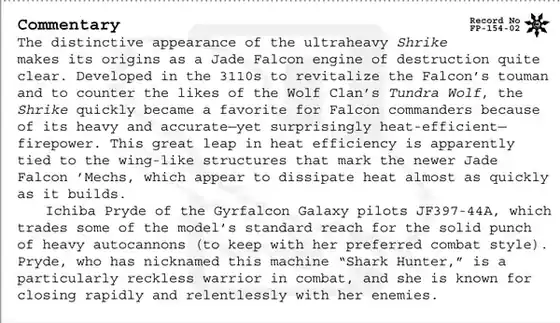 Commentary
Record No
FP-154-02
The distinctive appearance of the ultraheavy Shrike
makes its origins as a Jade Falcon engine of destruction quite
clear. Developed in the 3110s to revitalize the Falcon's touman
and to counter the likes of the Wolf Clan's Tundra Wolf, the
Shrike quickly became a favorite for Falcon commanders because
of its heavy and accurate—yet surprisingly heat-efficient—
firepower. This great leap in heat efficiency is apparently
tied to the wing-like structures that mark the newer Jade
Falcon 'Mechs, which appear to dissipate heat almost as quickly
as it builds.
Ichiba Pryde of the Gyrfalcon Galaxy pilots JF397-44A, which
trades some of the model's standard reach for the solid punch
of heavy autocannons (to keep with her preferred combat style).
Pryde, who has nicknamed this machine “Shark Hunter,” is a
particularly reckless warrior in combat, and she is known for
closing rapidly and relentlessly with her enemies.